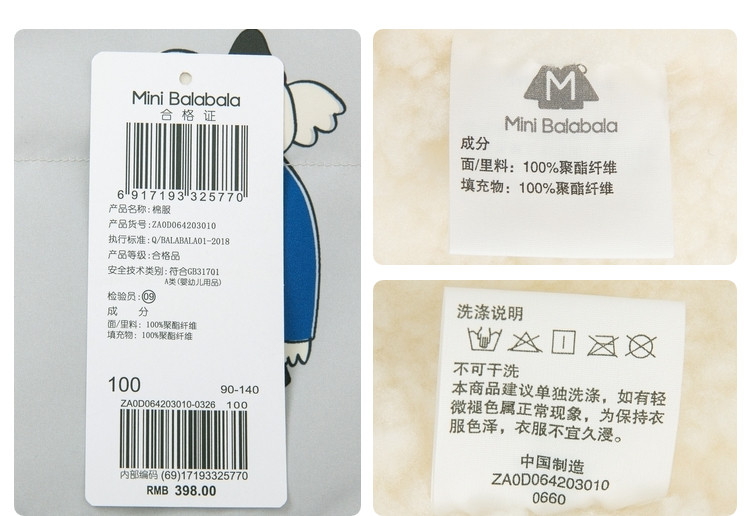 Mini Balabala
合格证
6 917193 325770
产品名称: 棉服
产品货号: ZA0D064203010
执行标准: Q/BALABALA01-2018
产品等级: 合格品
安全技术类别: 符合GB31701
A类(婴幼儿用品)
检验员: 09
成 分
面/里料: 100%聚酯纤维
填充物: 100%聚酯纤维
100 90-140
ZA0D064203010-0326 100
内部编码 (69)17193325770
RMB 398.00
M
Mini Balabala
成分
面/里料: 100%聚酯纤维
填充物: 100%聚酯纤维
洗涤说明
不可干洗
本商品建议单独洗涤，如有轻
微褪色属正常现象，为保持衣
服色泽，衣服不宜久浸。
中国制造
ZA0D064203010
0660